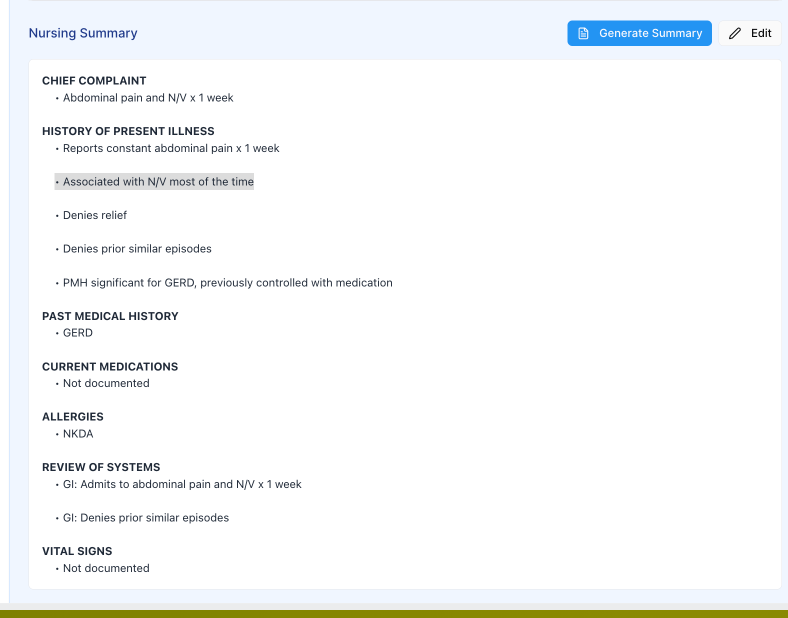 Nursing Summary
Generate Summary
Edit
CHIEF COMPLAINT
• Abdominal pain and N/V x 1 week
HISTORY OF PRESENT ILLNESS
• Reports constant abdominal pain x 1 week
• Associated with N/V most of the time
• Denies relief
• Denies prior similar episodes
• PMH significant for GERD, previously controlled with medication
PAST MEDICAL HISTORY
• GERD
CURRENT MEDICATIONS
• Not documented
ALLERGIES
• NKDA
REVIEW OF SYSTEMS
• GI: Admits to abdominal pain and N/V x 1 week
• GI: Denies prior similar episodes
VITAL SIGNS
• Not documented